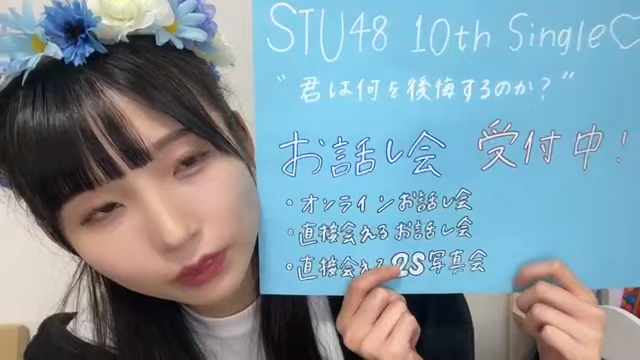 STU48 10th Single♡
"君は何を後悔するのか？"
お話し会 受付中！
・オンラインお話し会
・直接会えるお話し会
・直接会える2S写真会